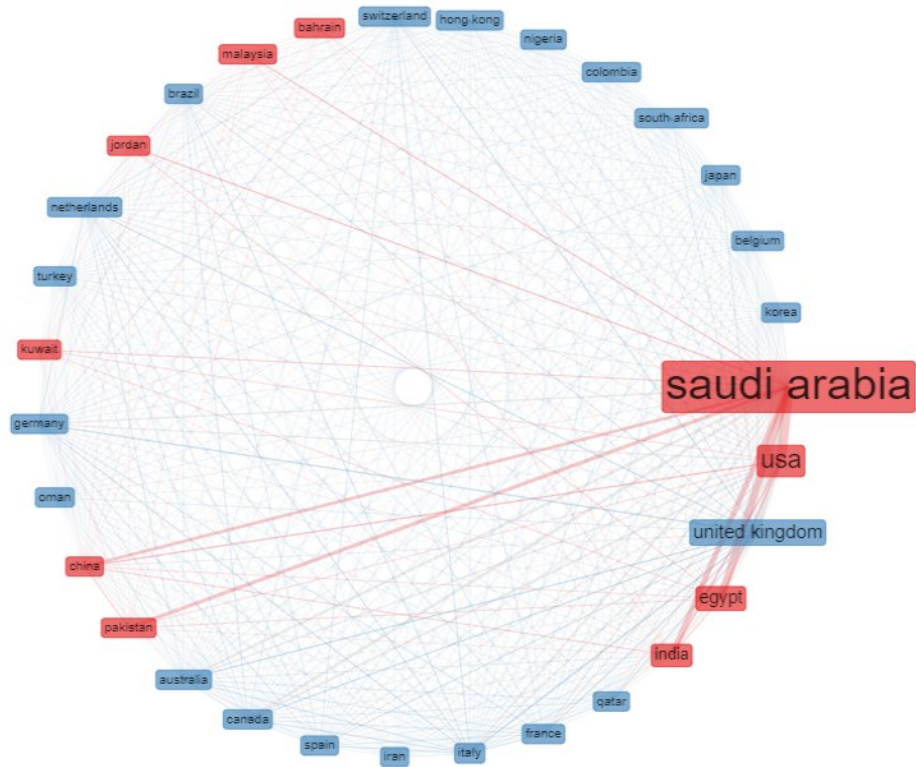 switzerland
hong kong
bahrain
nigeria
malaysia
colombia
brazil
south africa
jordan
japan
netherlands
belgium
turkey
korea
kuwait
saudi arabia
germany
usa
oman
united kingdom
china
egypt
pakistan
india
australia
qatar
canada
france
spain
italy
iran